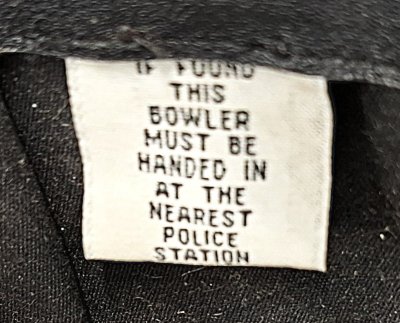 IF FOUND
THIS
BOWLER
MUST BE
HANDED IN
AT THE
NEAREST
POLICE
STATION